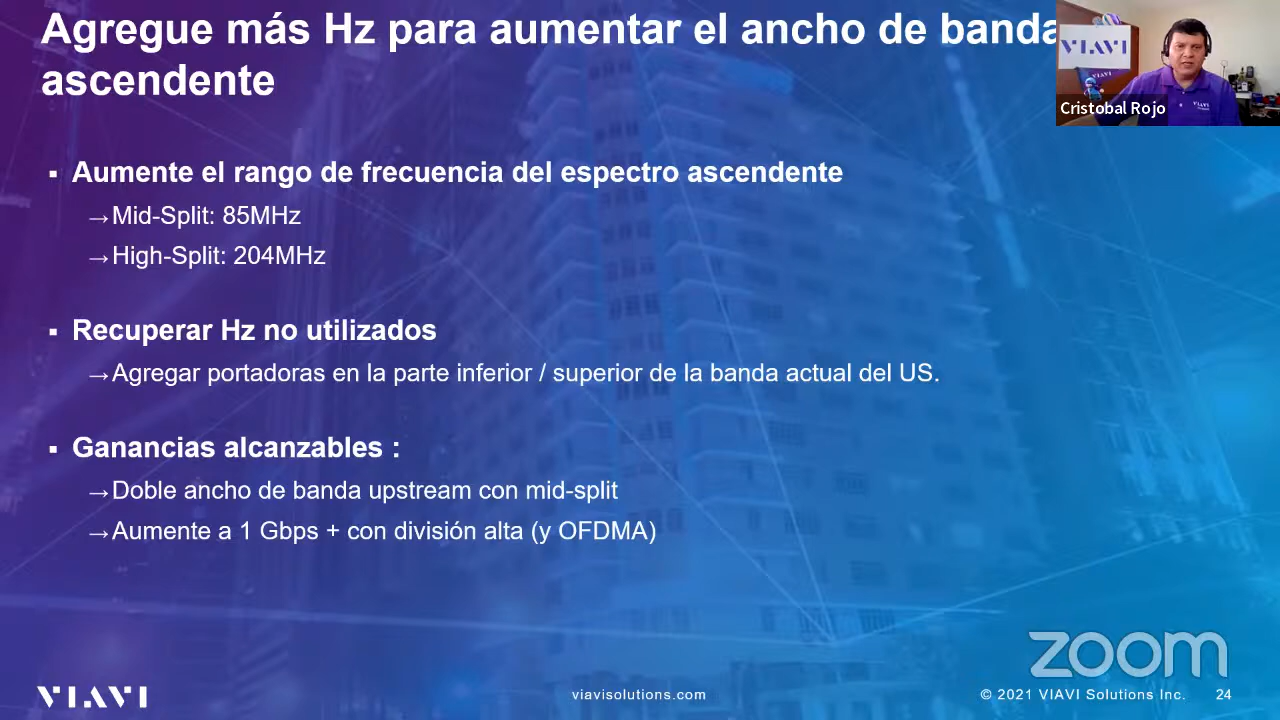 Agregue más Hz para aumentar el ancho de banda
ascendente
VIAVI
VIAVI
VIAVI
Cristobal Rojo
▪ Aumente el rango de frecuencia del espectro ascendente
→Mid-Split: 85MHz
→High-Split: 204MHz
▪ Recuperar Hz no utilizados
→Agregar portadoras en la parte inferior / superior de la banda actual del US.
▪ Ganancias alcanzables :
→Doble ancho de banda upstream con mid-split
→Aumente a 1 Gbps + con división alta (y OFDMA)
zoom
VIAVI
viavisolutions.com
© 2021 VIAVI Solutions Inc.
24